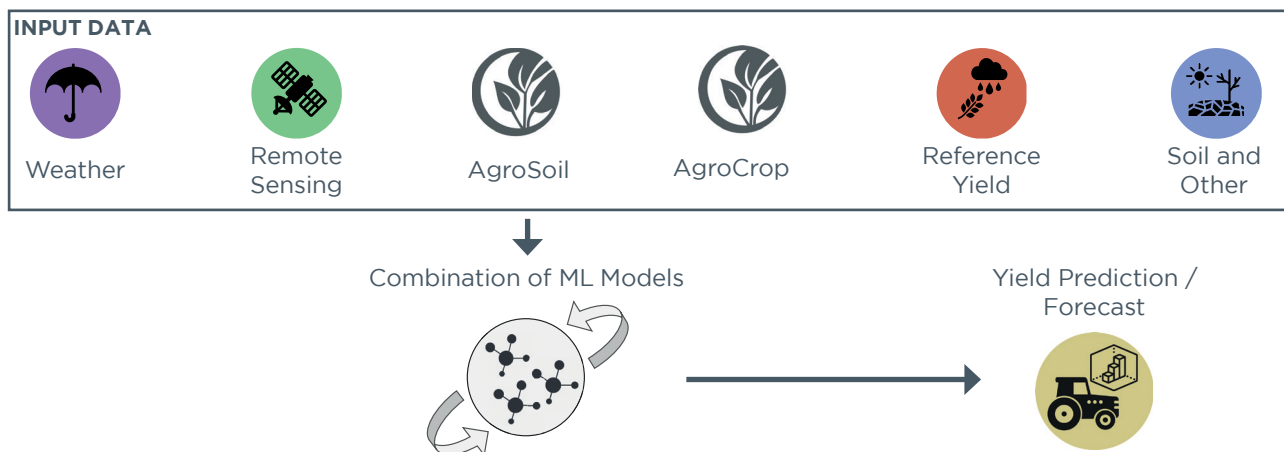 INPUT DATA
Weather
Remote
Sensing
AgroSoil
AgroCrop
Reference
Yield
Soil and
Other
Combination of ML Models
Yield Prediction /
Forecast